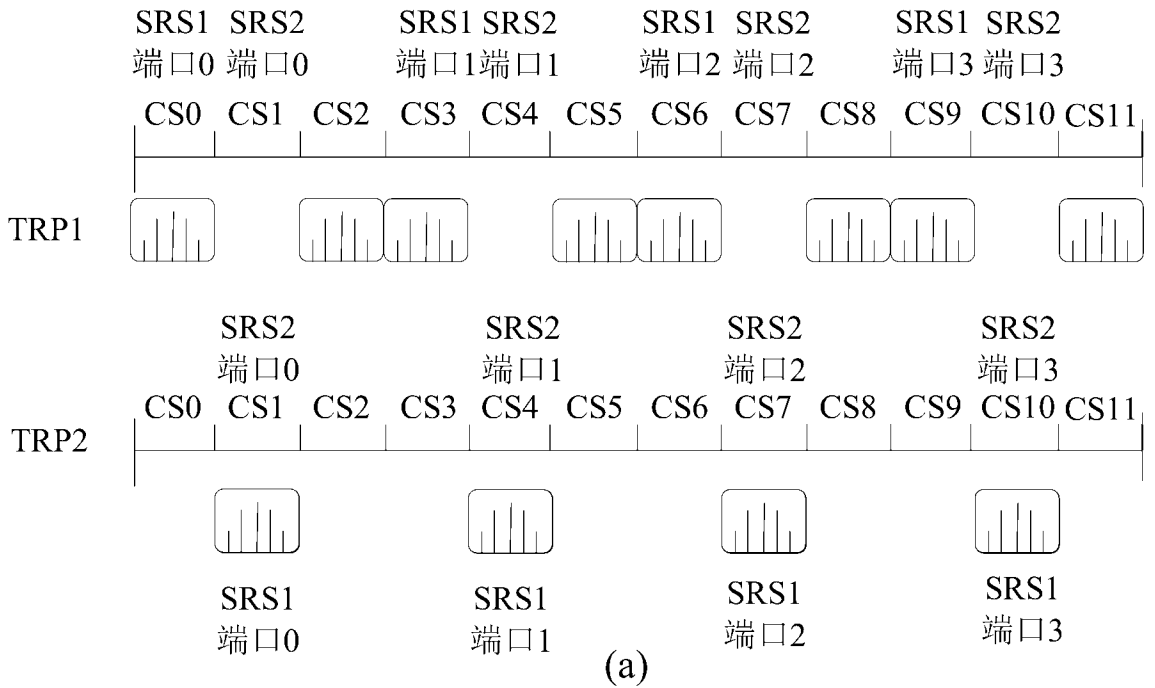 SRS1 SRS2 SRS1 SRS2 SRS1 SRS2 SRS1 SRS2
端口0 端口0 端口1 端口1 端口2 端口2 端口3 端口3
CS0 CS1 CS2 CS3 CS4 CS5 CS6 CS7 CS8 CS9 CS10 CS11
TRP1
SRS2 SRS2 SRS2 SRS2
端口0 端口1 端口2 端口3
CS0 CS1 CS2 CS3 CS4 CS5 CS6 CS7 CS8 CS9 CS10 CS11
TRP2
SRS1 SRS1 SRS1 SRS1
端口0 端口1 端口2 端口3
(a)